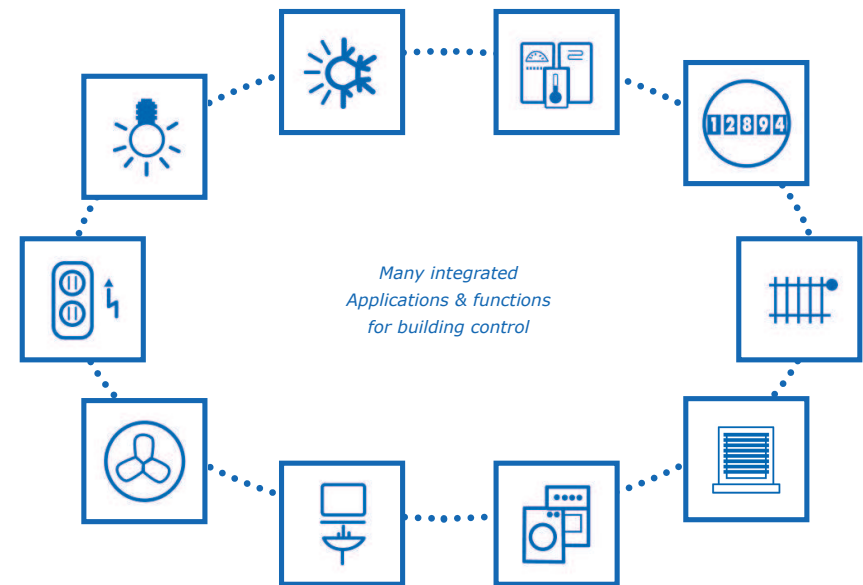 12894
Many integrated
Applications & functions
for building control